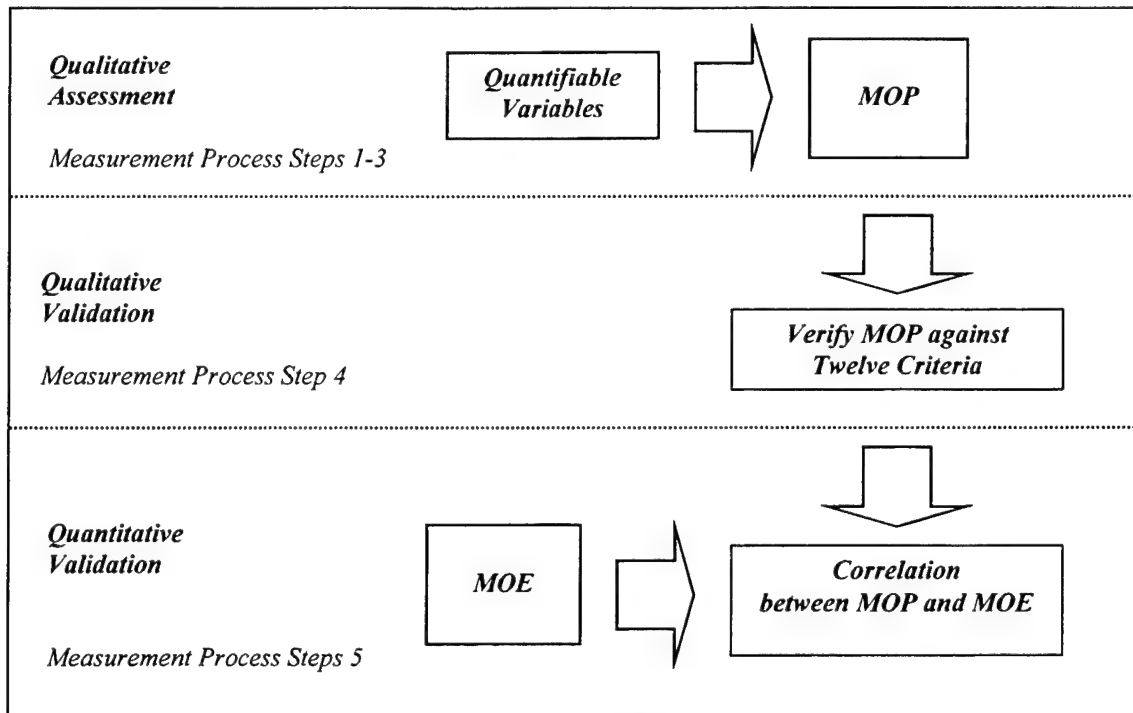 Qualitative
Assessment
Measurement Process Steps 1-3
Quantifiable
Variables
MOP
Qualitative
Validation
Measurement Process Step 4
Verify MOP against
Twelve Criteria
Quantitative
Validation
Measurement Process Steps 5
MOE
Correlation
between MOP and MOE